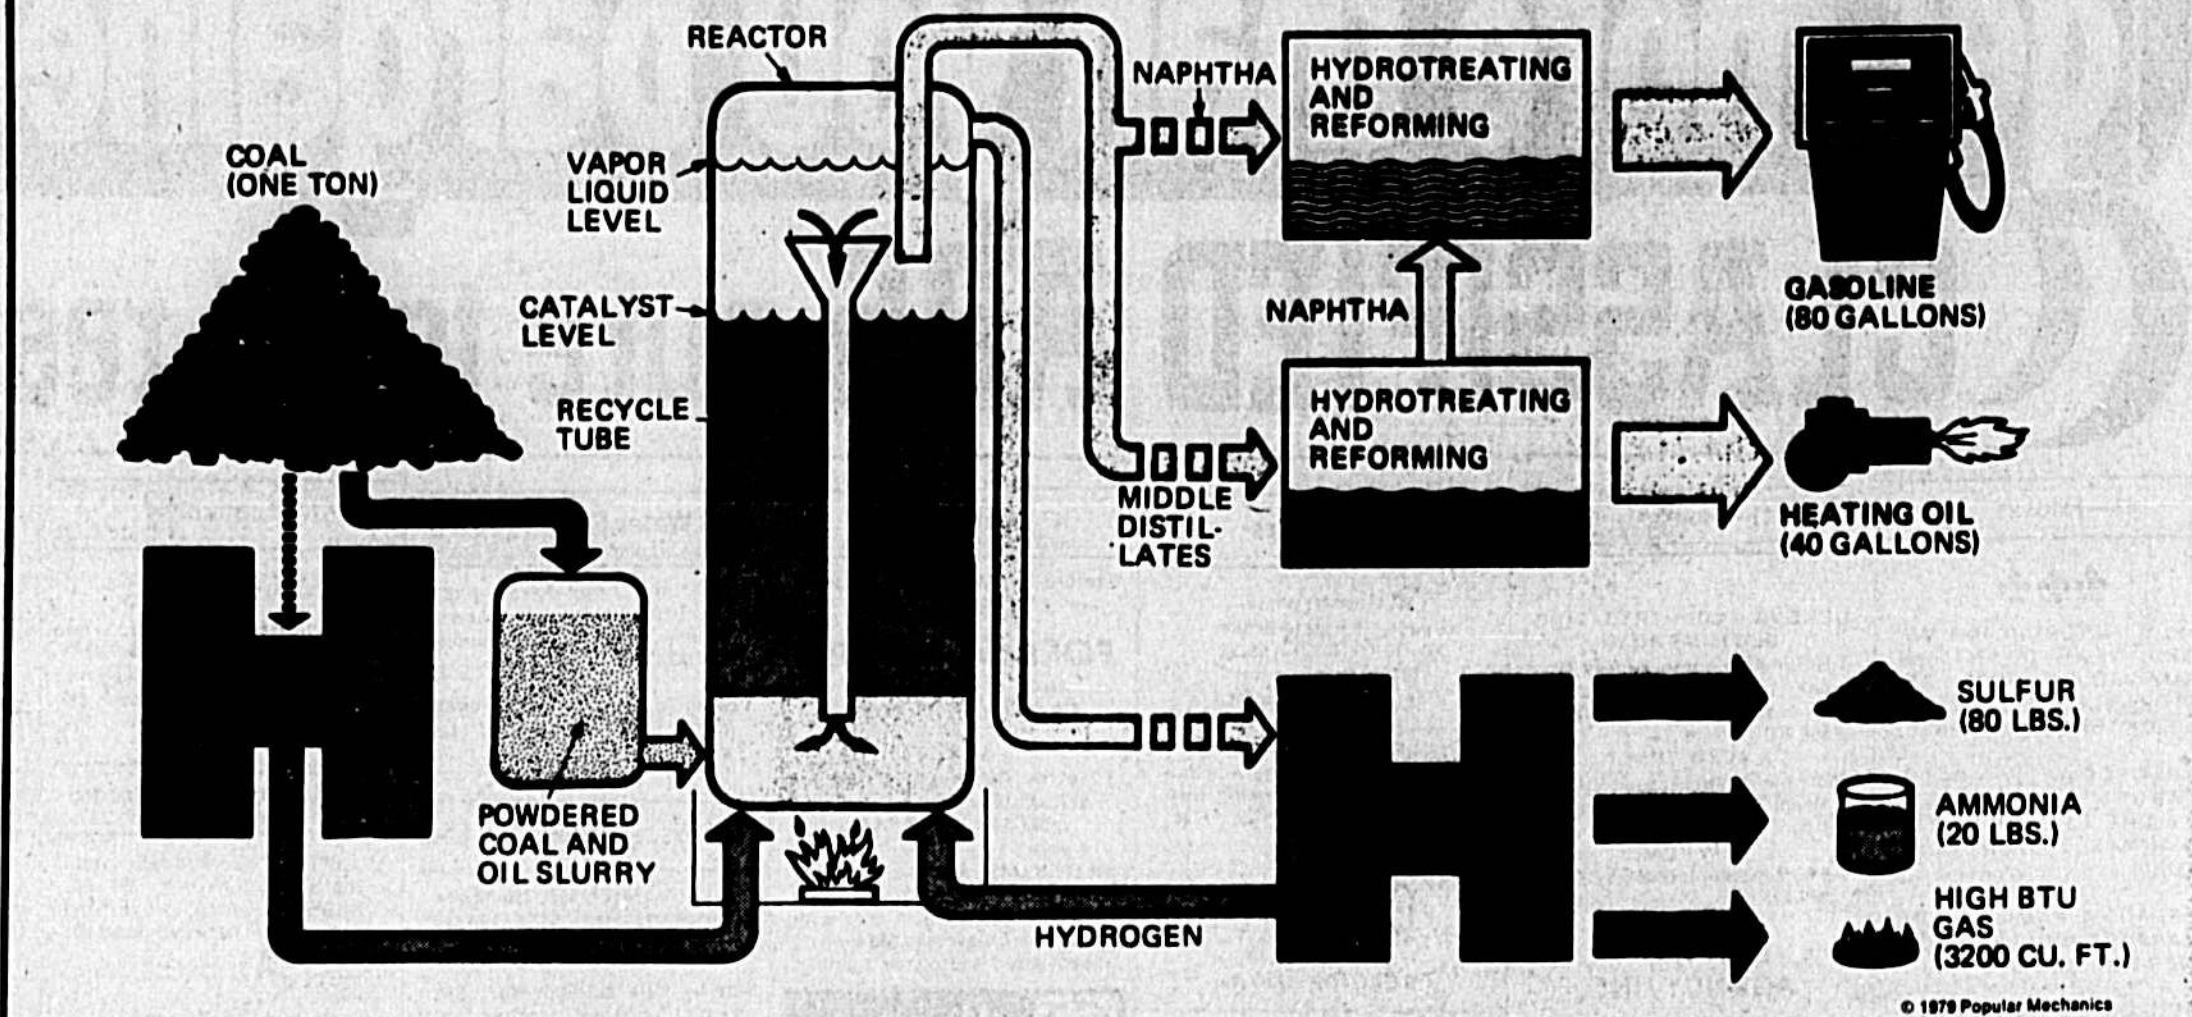 REACTOR
COAL
(ONE TON)
VAPOR
LIQUID
LEVEL
CATALYST
LEVEL
RECYCLE
TUBE
POWDERED
COAL AND
OIL SLURRY
NAPHTHA
HYDROTREATING
AND
REFORMING
GASOLINE
(80 GALLONS)
NAPHTHA
HYDROTREATING
AND
REFORMING
MIDDLE
DISTIL-
LATES
HEATING OIL
(40 GALLONS)
H
H
HYDROGEN
SULFUR
(80 LBS.)
AMMONIA
(20 LBS.)
HIGH BTU
GAS
(3200 CU. FT.)
© 1979 Popular Mechanics